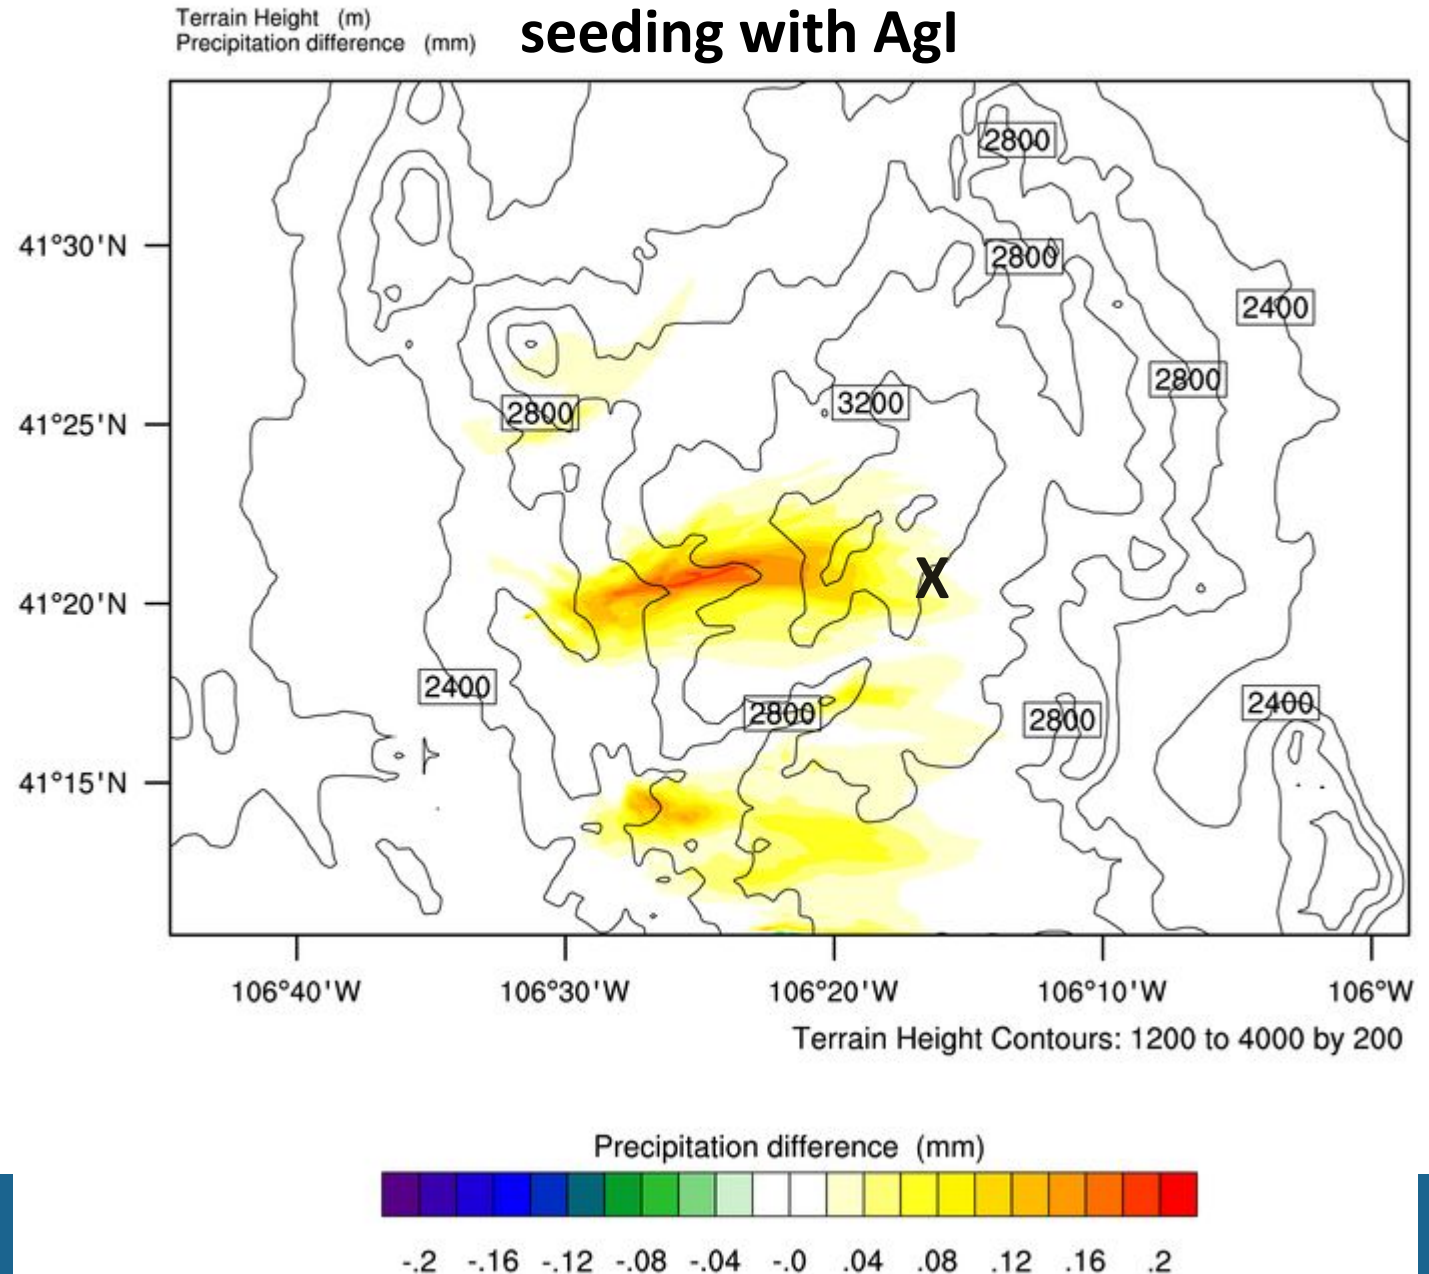 Terrain Height (m)
Precipitation difference (mm)
seeding with AgI
2800
41°30'N
2800
2400
2800
3200
2800
41°25'N
X
41°20'N
2400
2800
2800
2400
41°15'N
106°40'W
106°30'W
106°20'W
106°10'W
106°W
Terrain Height Contours: 1200 to 4000 by 200
Precipitation difference (mm)
-.2 -.16 -.12 -.08 -.04 -.0 .04 .08 .12 .16 .2